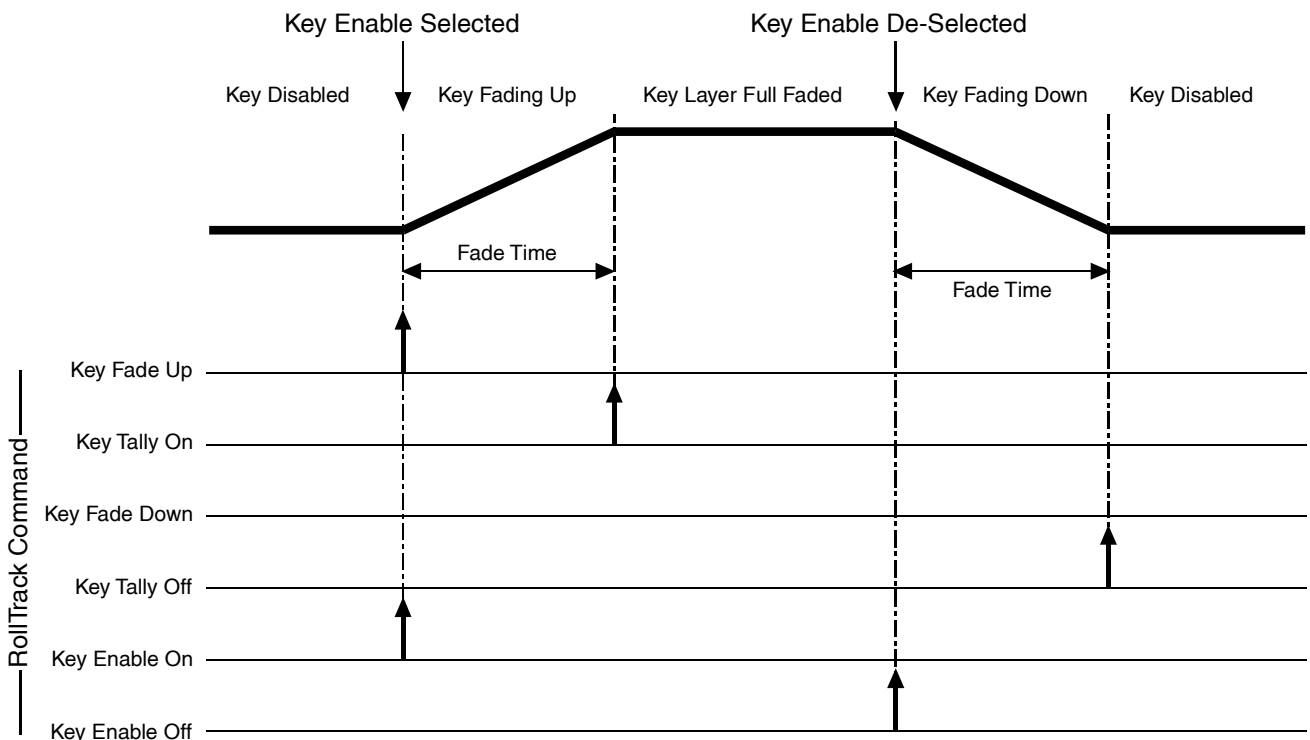 Key Enable Selected
Key Enable De-Selected
Key Disabled
Key Fading Up
Key Layer Full Faded
Key Fading Down
Key Disabled
Fade Time
Fade Time
RollTrack Command
Key Fade Up
Key Tally On
Key Fade Down
Key Tally Off
Key Enable On
Key Enable Off